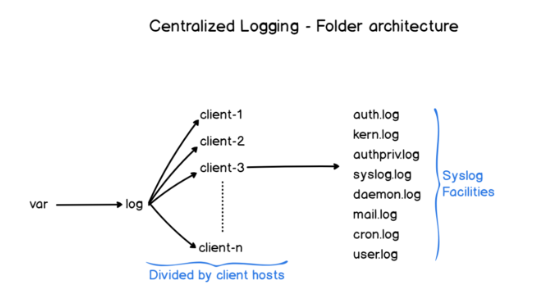 Centralized Logging - Folder architecture
client-1
client-2
client-3
var
log
client-n
Divided by client hosts
auth.log
kern.log
authpriv.log
syslog.log
daemon.log
mail.log
cron.log
user.log
Syslog
Facilities